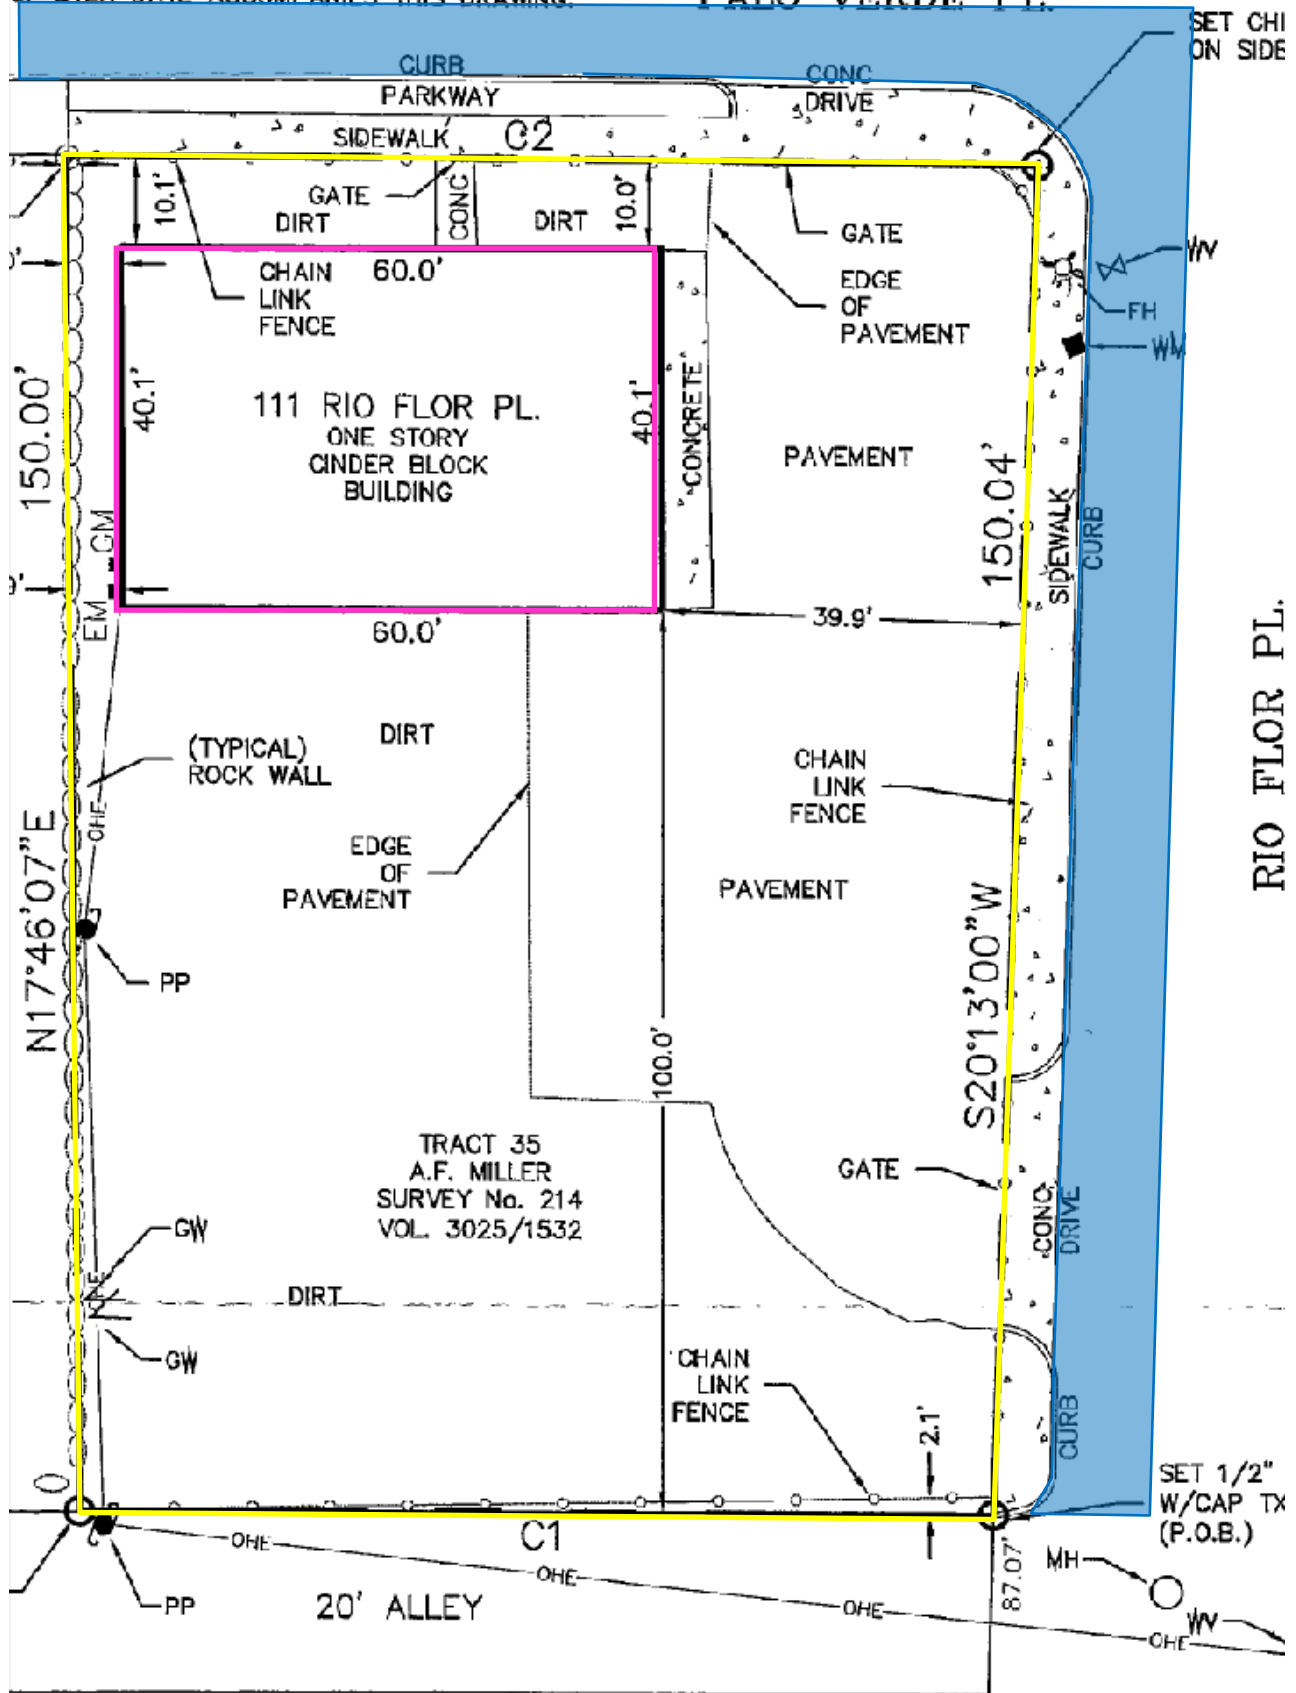 PALO VERDE PL.
SET CHI
ON SIDE
CURB
PARKWAY
CONC
DRIVE
SIDEWALK
C2
10.1'
GATE
DIRT
CONC
DIRT
10.0'
GATE
WV
60.0'
CHAIN
LINK
FENCE
EDGE
OF
PAVEMENT
FH
WM
150.00'
40.1'
111 RIO FLOR PL.
ONE STORY
CINDER BLOCK
BUILDING
40.1'
CONCRETE
PAVEMENT
150.04'
SIDEWALK
CURB
GM
EM
60.0'
39.9'
RIO FLOR PL.
(TYPICAL)
ROCK WALL
DIRT
CHAIN
LINK
FENCE
OHE
EDGE
OF
PAVEMENT
PAVEMENT
N17°46'07"E
PP
S20°13'00"W
100.0'
TRACT 35
A.F. MILLER
SURVEY No. 214
VOL. 3025/1532
GATE
CONC
DRIVE
GW
DIRT
GW
CHAIN
LINK
FENCE
2.1'
CURB
SET 1/2"
W/CAP TX
(P.O.B.)
C1
OHE
OHE
87.07'
MH
PP
20' ALLEY
OHE
WV
OHE